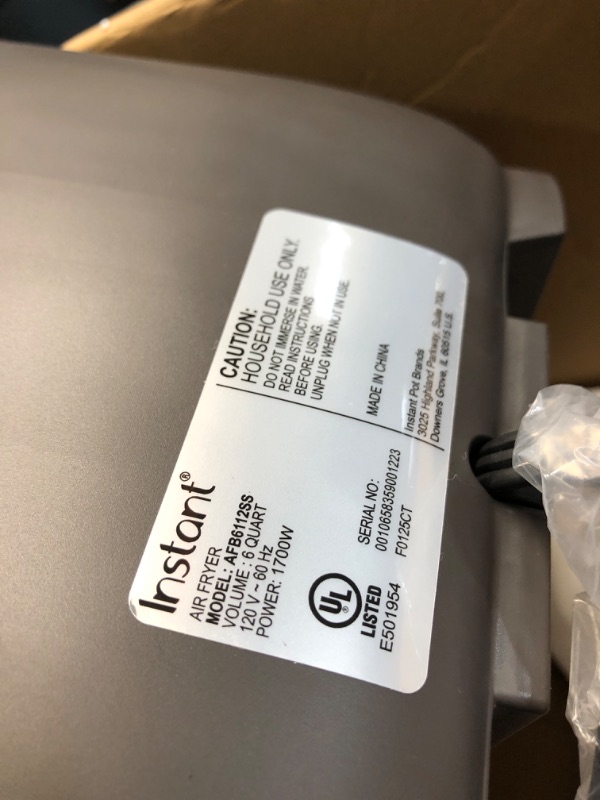 Instant®
AIR FRYER
MODEL: AFB6112SS
VOLUME : 6 QUART
120 V ~ 60 Hz
POWER: 1700W
UL
LISTED
E501954
CAUTION:
HOUSEHOLD USE ONLY.
DO NOT IMMERSE IN WATER.
READ INSTRUCTIONS
BEFORE USING.
UNPLUG WHEN NOT IN USE.
SERIAL NO:
0010658359001223
F0125CT
MADE IN CHINA
Instant Pot Brands
3025 Highland Parkway, Suite 700,
Downers Grove, IL 60515 U.S.